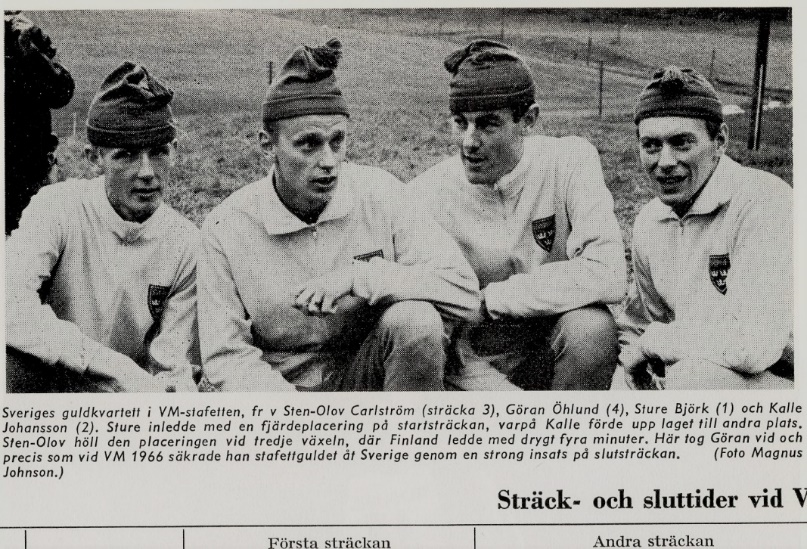 Sveriges guldkvartett i VM-stafetten, fr v Sten-Olov Carlström (sträcka 3), Göran Öhlund (4), Sture Björk (1) och Kalle
Johansson (2). Sture inledde med en fjärdeplacering på startsträckan, varpå Kalle förde upp laget till andra plats.
Sten-Olov höll den placeringen vid tredje växeln, där Finland ledde med drygt fyra minuter. Här tog Göran vid och
precis som vid VM 1966 säkrade han stafettguldet åt Sverige genom en strong insats på slutsträckan. (Foto Magnus
Johnson.)
Sträck- och sluttider vid V
Första sträckan Andra sträckan